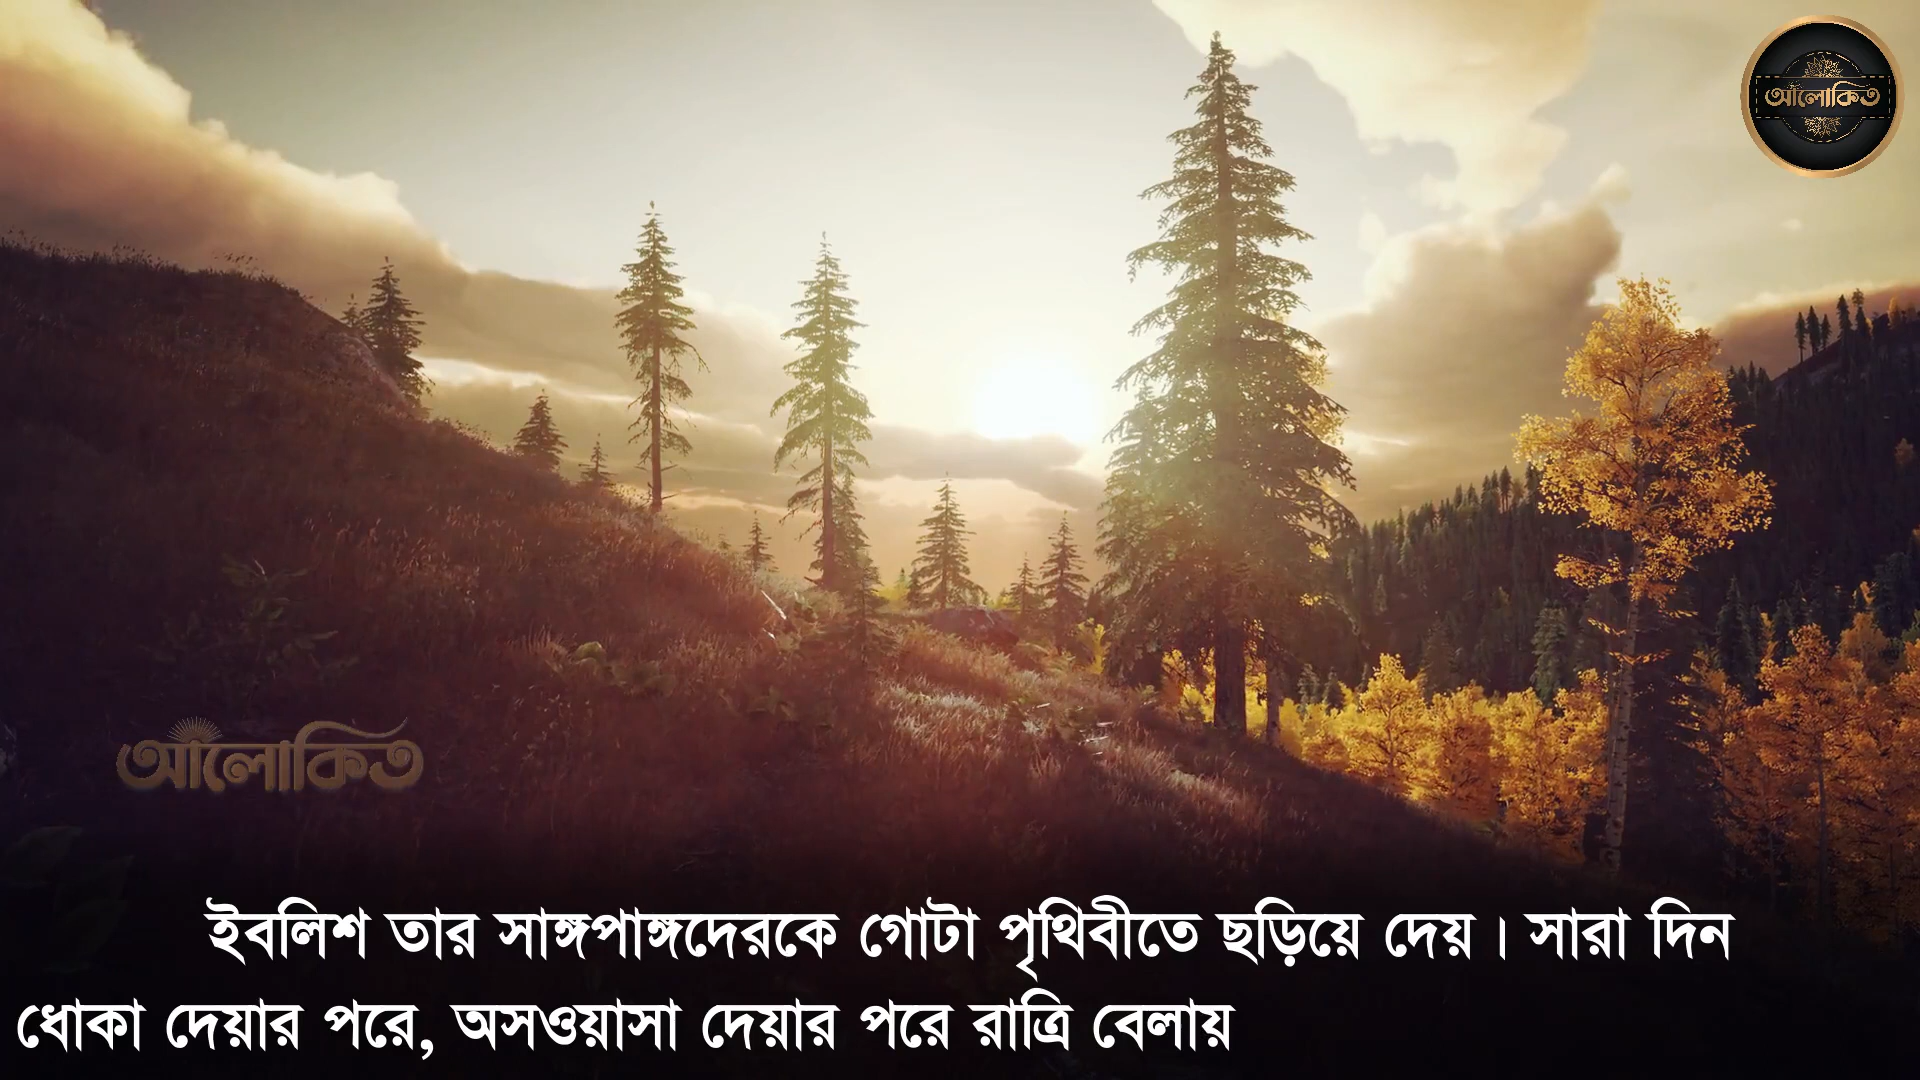 আলোকিত
আলোকিত
ইবলিশ তার সাঙ্গপাঙ্গদেরকে গোটা পৃথিবীতে ছড়িয়ে দেয়। সারা দিন
ধোকা দেয়ার পরে, অসওয়াসা দেয়ার পরে রাত্রি বেলায়